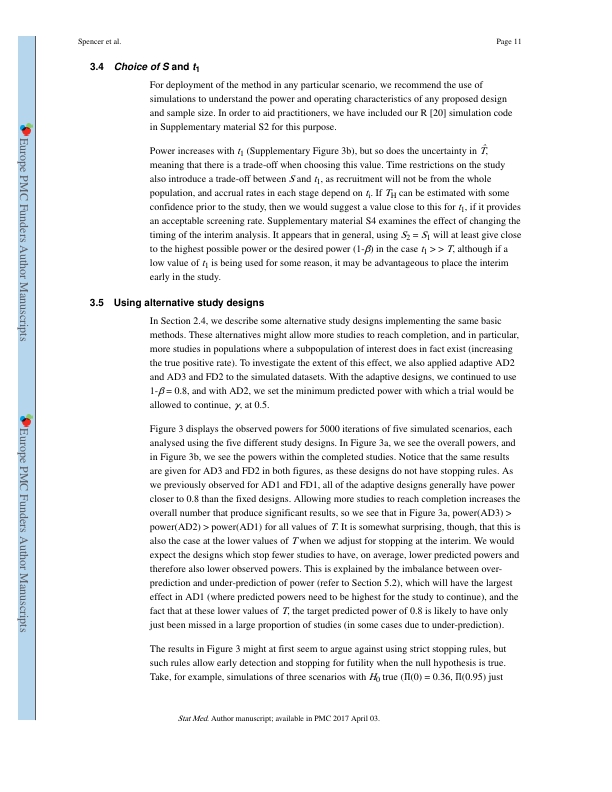 Spencer et al.
Page 11
3.4 Choice of S and t1
For deployment of the method in any particular scenario, we recommend the use of
simulations to understand the power and operating characteristics of any proposed design
and sample size. In order to aid practitioners, we have included our R [20] simulation code
in Supplementary material S2 for this purpose.
Power increases with t1 (Supplementary Figure 3b), but so does the uncertainty in T̂,
meaning that there is a trade-off when choosing this value. Time restrictions on the study
also introduce a trade-off between S and t1, as recruitment will not be from the whole
population, and accrual rates in each stage depend on ti. If TH can be estimated with some
confidence prior to the study, then we would suggest a value close to this for t1, if it provides
an acceptable screening rate. Supplementary material S4 examines the effect of changing the
timing of the interim analysis. It appears that in general, using S2 = S1 will at least give close
to the highest possible power or the desired power (1-β) in the case t1 > > T, although if a
low value of t1 is being used for some reason, it may be advantageous to place the interim
early in the study.
3.5 Using alternative study designs
In Section 2.4, we describe some alternative study designs implementing the same basic
methods. These alternatives might allow more studies to reach completion, and in particular,
more studies in populations where a subpopulation of interest does in fact exist (increasing
the true positive rate). To investigate the extent of this effect, we also applied adaptive AD2
and AD3 and FD2 to the simulated datasets. With the adaptive designs, we continued to use
1-β = 0.8, and with AD2, we set the minimum predicted power with which a trial would be
allowed to continue, γ, at 0.5.
Figure 3 displays the observed powers for 5000 iterations of five simulated scenarios, each
analysed using the five different study designs. In Figure 3a, we see the overall powers, and
in Figure 3b, we see the powers within the completed studies. Notice that the same results
are given for AD3 and FD2 in both figures, as these designs do not have stopping rules. As
we previously observed for AD1 and FD1, all of the adaptive designs generally have power
closer to 0.8 than the fixed designs. Allowing more studies to reach completion increases the
overall number that produce significant results, so we see that in Figure 3a, power(AD3) >
power(AD2) > power(AD1) for all values of T. It is somewhat surprising, though, that this is
also the case at the lower values of T when we adjust for stopping at the interim. We would
expect the designs which stop fewer studies to have, on average, lower predicted powers and
therefore also lower observed powers. This is explained by the imbalance between over-
prediction and under-prediction of power (refer to Section 5.2), which will have the largest
effect in AD1 (where predicted powers need to be highest for the study to continue), and the
fact that at these lower values of T, the target predicted power of 0.8 is likely to have only
just been missed in a large proportion of studies (in some cases due to under-prediction).
The results in Figure 3 might at first seem to argue against using strict stopping rules, but
such rules allow early detection and stopping for futility when the null hypothesis is true.
Take, for example, simulations of three scenarios with H0 true (Π(0) = 0.36, Π(0.95) just
Stat Med. Author manuscript; available in PMC 2017 April 03.
Europe PMC Funders Author Manuscripts
Europe PMC Funders Author Manuscripts